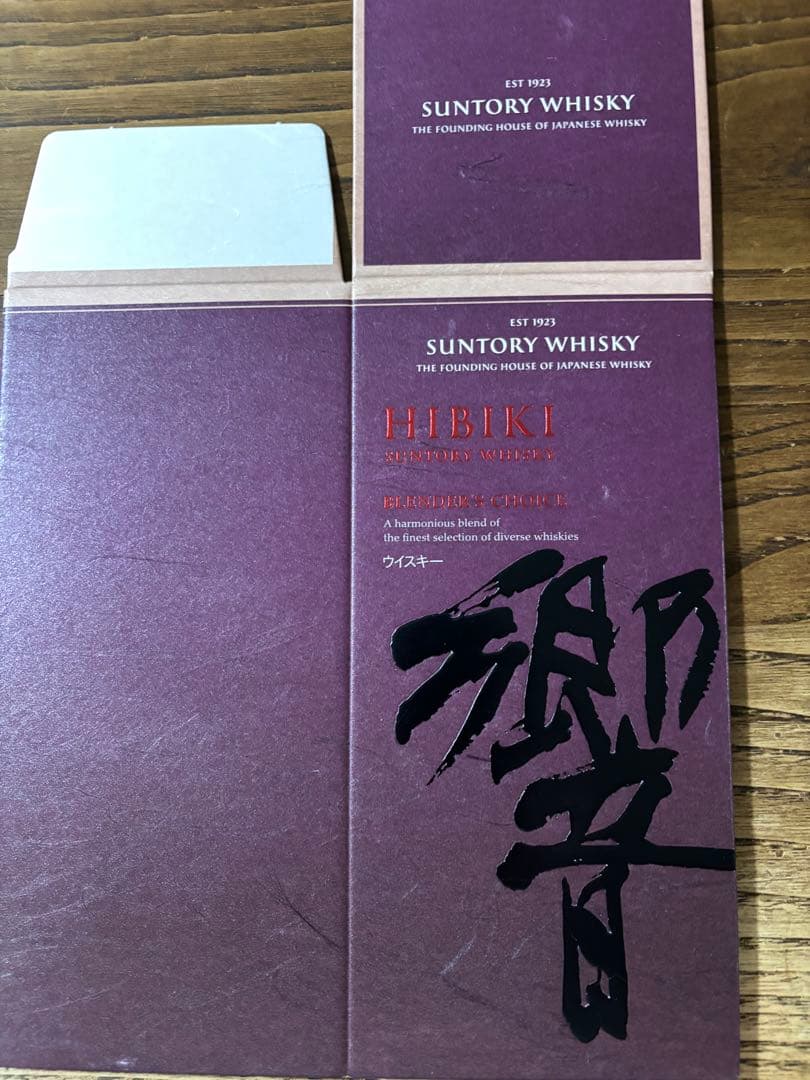 EST 1923
SUNTORY WHISKY
THE FOUNDING HOUSE OF JAPANESE WHISKY
EST 1923
SUNTORY WHISKY
THE FOUNDING HOUSE OF JAPANESE WHISKY
HIBIKI
SUNTORY WHISKY
BLENDER'S CHOICE
A harmonious blend of
the finest selection of diverse whiskies
ウイスキー
響